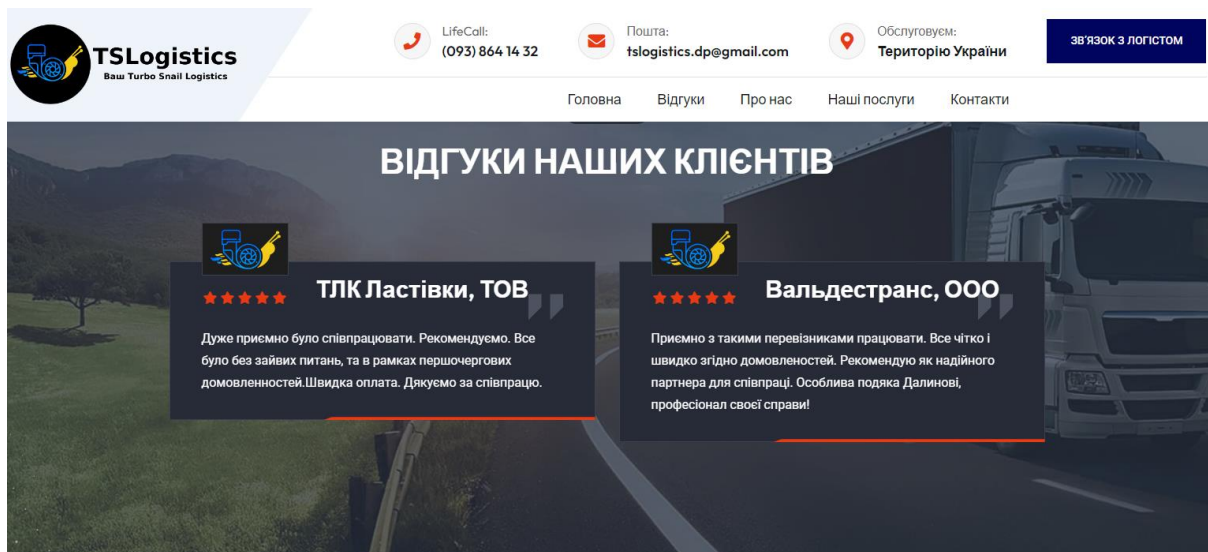 TSLogistics
Ваш Turbo Snail Logistics
LifeCall:
(093) 864 14 32
Пошта:
tslogistics.dp@gmail.com
Обслуговуєм:
Територію України
ЗВ'ЯЗОК З ЛОГІСТОМ
Головна Відгуки Про нас Наші послуги Контакти
ВІДГУКИ НАШИХ КЛІЄНТІВ
ТЛК Ластівки, ТОВ
Дуже приємно було співпрацювати. Рекомендуємо. Все
було без зайвих питань, та в рамках першочергових
домовленностей.Швидка оплата. Дякуємо за співпрацю.
Вальдестранс, ООО
Приємно з такими перевізниками працювати. Все чітко і
швидко згідно домовленостей. Рекомендую як надійного
партнера для співпраці. Особлива подяка Далинові,
професіонал своєї справи!